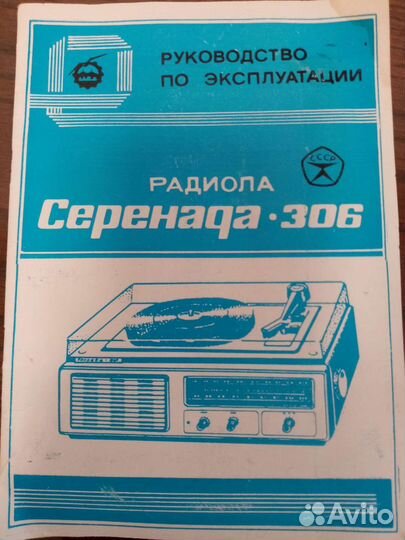 РУКОВОДСТВО
ПО ЭКСПЛУАТАЦИИ
СССР
РАДИОЛА
Серенада·306
Avito